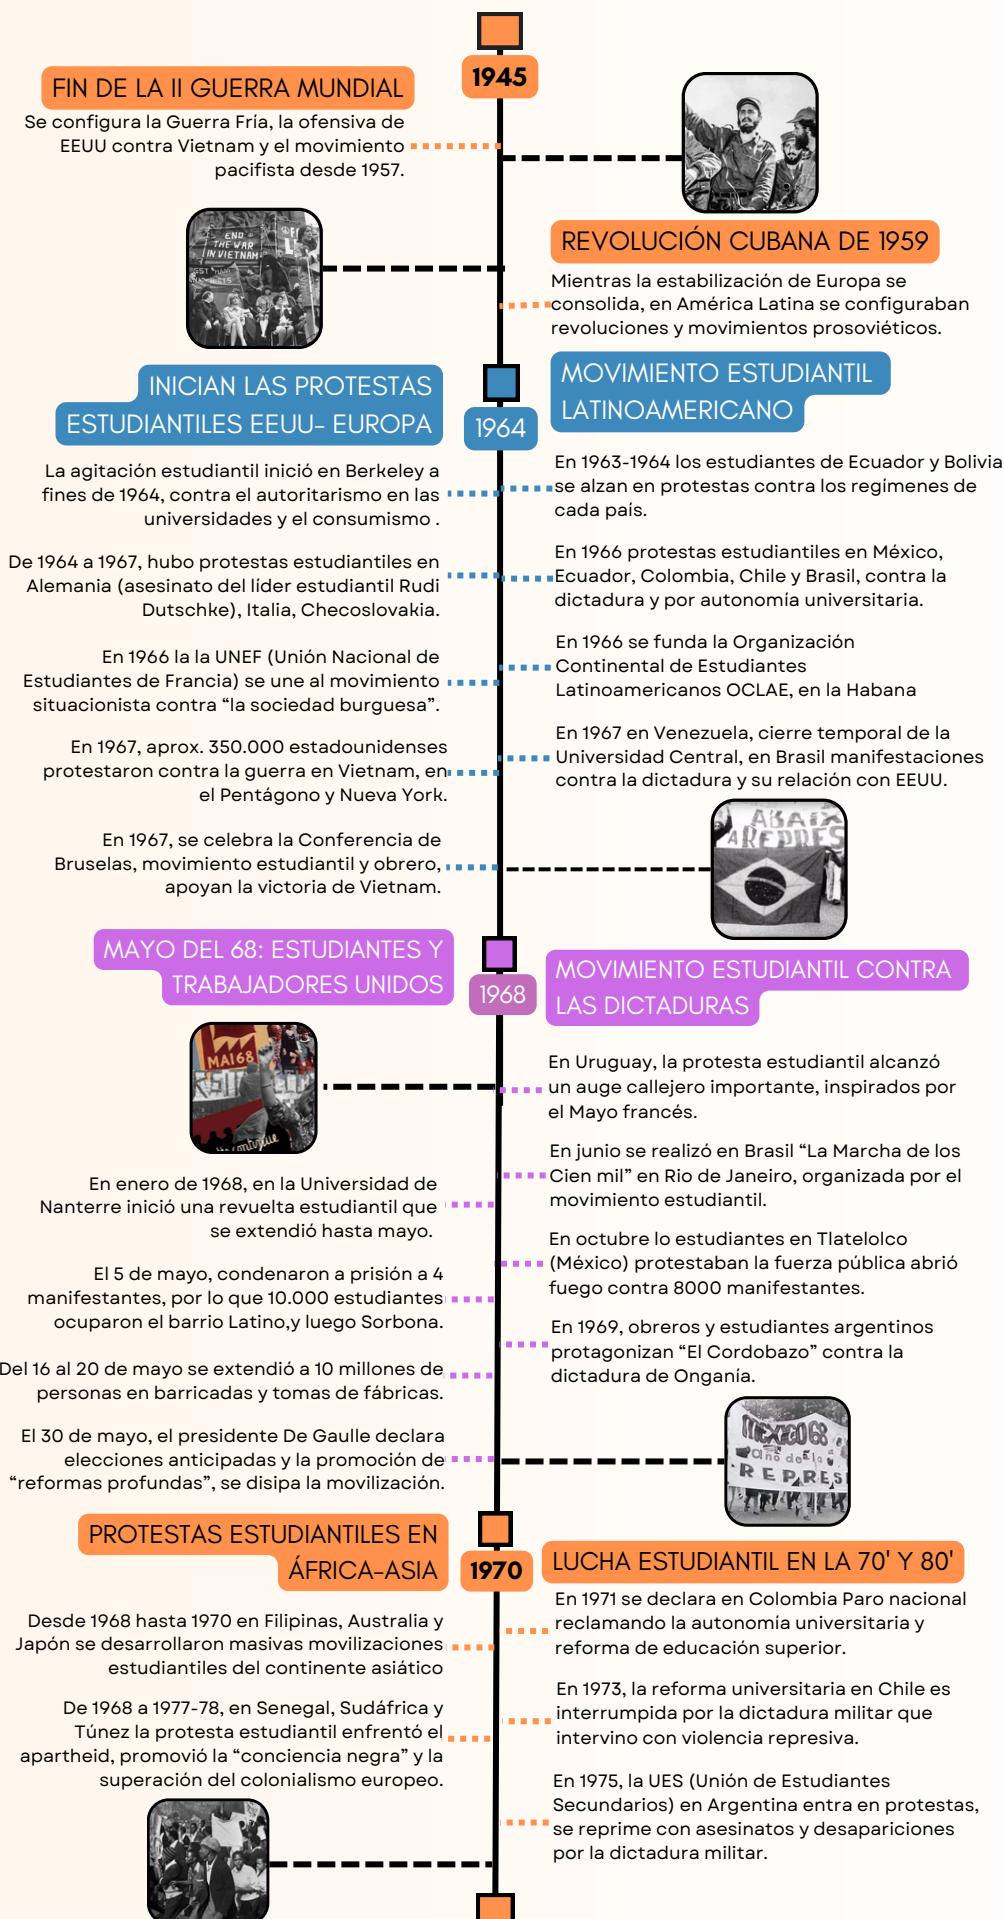 1945
FIN DE LA II GUERRA MUNDIAL
Se configura la Guerra Fría, la ofensiva de
EEUU contra Vietnam y el movimiento
pacifista desde 1957.
END
THE WAR
IN VIETNAM
REVOLUCIÓN CUBANA DE 1959
Mientras la estabilización de Europa se
consolida, en América Latina se configuraban
revoluciones y movimientos prosoviéticos.
1964
INICIAN LAS PROTESTAS
ESTUDIANTILES EEUU- EUROPA
La agitación estudiantil inició en Berkeley a
fines de 1964, contra el autoritarismo en las
universidades y el consumismo .
De 1964 a 1967, hubo protestas estudiantiles en
Alemania (asesinato del líder estudiantil Rudi
Dutschke), Italia, Checoslovakia.
En 1966 la la UNEF (Unión Nacional de
Estudiantes de Francia) se une al movimiento
situacionista contra “la sociedad burguesa”.
En 1967, aprox. 350.000 estadounidenses
protestaron contra la guerra en Vietnam, en
el Pentágono y Nueva York.
En 1967, se celebra la Conferencia de
Bruselas, movimiento estudiantil y obrero,
apoyan la victoria de Vietnam.
MOVIMIENTO ESTUDIANTIL
LATINOAMERICANO
En 1963-1964 los estudiantes de Ecuador y Bolivia
se alzan en protestas contra los regímenes de
cada país.
En 1966 protestas estudiantiles en México,
Ecuador, Colombia, Chile y Brasil, contra la
dictadura y por autonomía universitaria.
En 1966 se funda la Organización
Continental de Estudiantes
Latinoamericanos OCLAE, en la Habana
En 1967 en Venezuela, cierre temporal de la
Universidad Central, en Brasil manifestaciones
contra la dictadura y su relación con EEUU.
ABAIX
A REPRES
1968
MAYO DEL 68: ESTUDIANTES Y
TRABAJADORES UNIDOS
MAI 68
continue
En enero de 1968, en la Universidad de
Nanterre inició una revuelta estudiantil que
se extendió hasta mayo.
El 5 de mayo, condenaron a prisión a 4
manifestantes, por lo que 10.000 estudiantes
ocuparon el barrio Latino,y luego Sorbona.
Del 16 al 20 de mayo se extendió a 10 millones de
personas en barricadas y tomas de fábricas.
El 30 de mayo, el presidente De Gaulle declara
elecciones anticipadas y la promoción de
“reformas profundas”, se disipa la movilización.
MOVIMIENTO ESTUDIANTIL CONTRA
LAS DICTADURAS
En Uruguay, la protesta estudiantil alcanzó
un auge callejero importante, inspirados por
el Mayo francés.
En junio se realizó en Brasil “La Marcha de los
Cien mil” en Rio de Janeiro, organizada por el
movimiento estudiantil.
En octubre lo estudiantes en Tlatelolco
(México) protestaban la fuerza pública abrió
fuego contra 8000 manifestantes.
En 1969, obreros y estudiantes argentinos
protagonizan “El Cordobazo” contra la
dictadura de Onganía.
MEXICO 68
año de la
REPRES
1970
PROTESTAS ESTUDIANTILES EN
ÁFRICA-ASIA
Desde 1968 hasta 1970 en Filipinas, Australia y
Japón se desarrollaron masivas movilizaciones
estudiantiles del continente asiático
De 1968 a 1977-78, en Senegal, Sudáfrica y
Túnez la protesta estudiantil enfrentó el
apartheid, promovió la “conciencia negra” y la
superación del colonialismo europeo.
LUCHA ESTUDIANTIL EN LA 70' Y 80'
En 1971 se declara en Colombia Paro nacional
reclamando la autonomía universitaria y
reforma de educación superior.
En 1973, la reforma universitaria en Chile es
interrumpida por la dictadura militar que
intervino con violencia represiva.
En 1975, la UES (Unión de Estudiantes
Secundarios) en Argentina entra en protestas,
se reprime con asesinatos y desapariciones
por la dictadura militar.